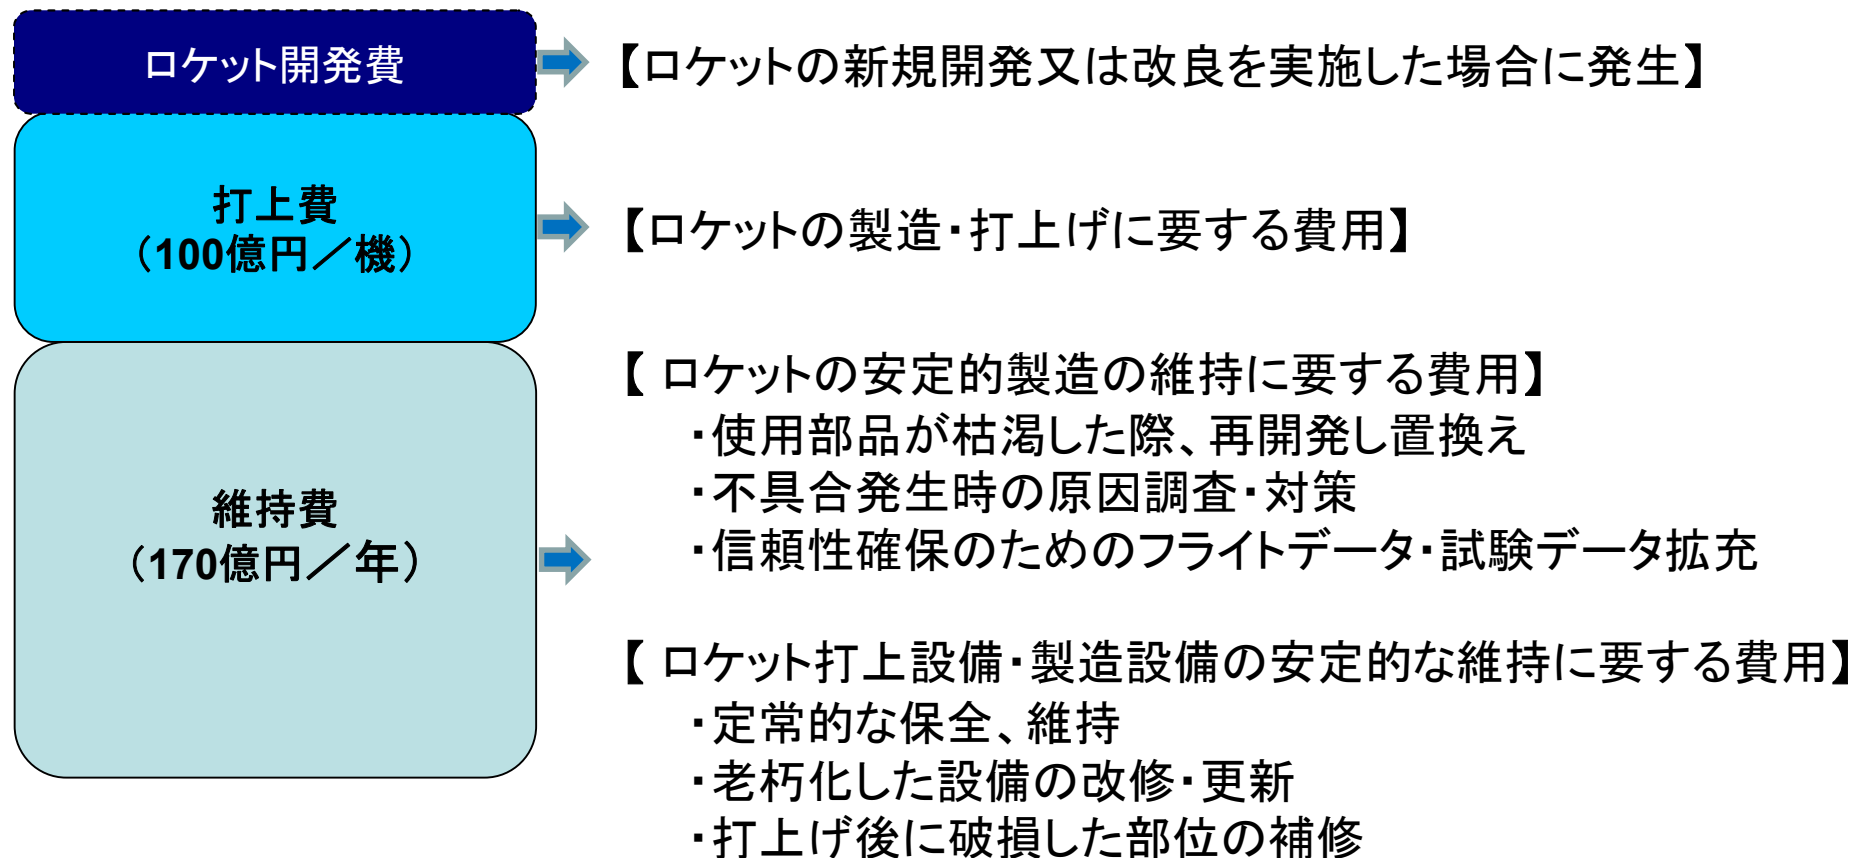 ロケット開発費
【ロケットの新規開発又は改良を実施した場合に発生】
打上費
（100億円／機）
【ロケットの製造・打上げに要する費用】
維持費
（170億円／年）
【 ロケットの安定的製造の維持に要する費用】
・使用部品が枯渇した際、再開発し置換え
・不具合発生時の原因調査・対策
・信頼性確保のためのフライトデータ・試験データ拡充
【 ロケット打上設備・製造設備の安定的な維持に要する費用】
・定常的な保全、維持
・老朽化した設備の改修・更新
・打上げ後に破損した部位の補修